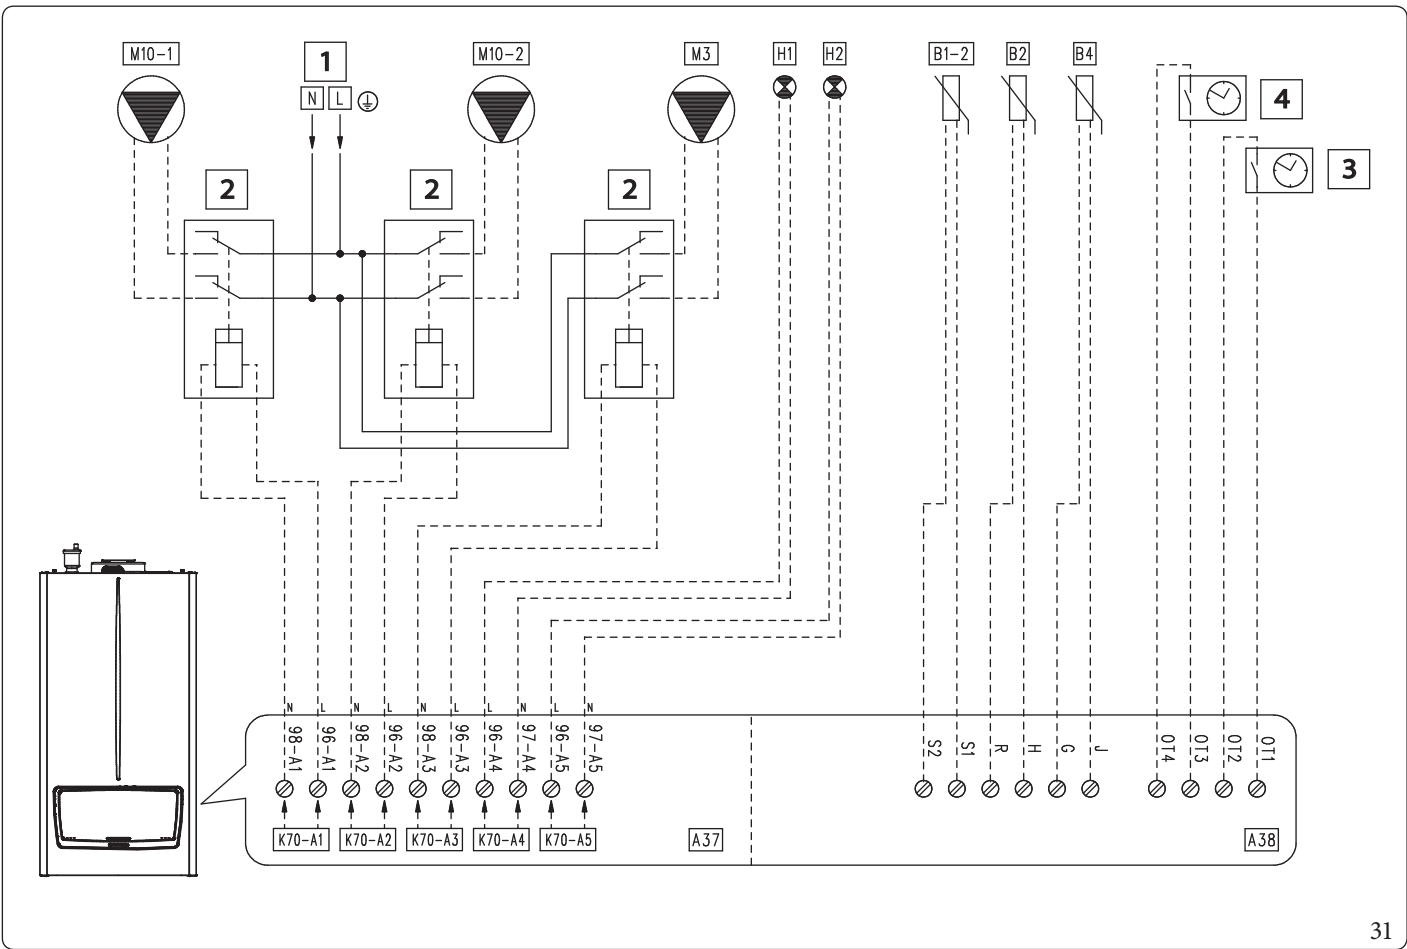 M10-1 1 M10-2 M3 H1 H2 B1-2 B2 B4
N L
4
3
2 2 2
N L N L N L L N L N
98-A1 96-A1 98-A2 96-A2 98-A3 96-A3 96-A4 97-A4 96-A5 97-A5 S2 S1 R H G J OT4 OT3 OT2 OT1
K70-A1 K70-A2 K70-A3 K70-A4 K70-A5 A37 A38
31